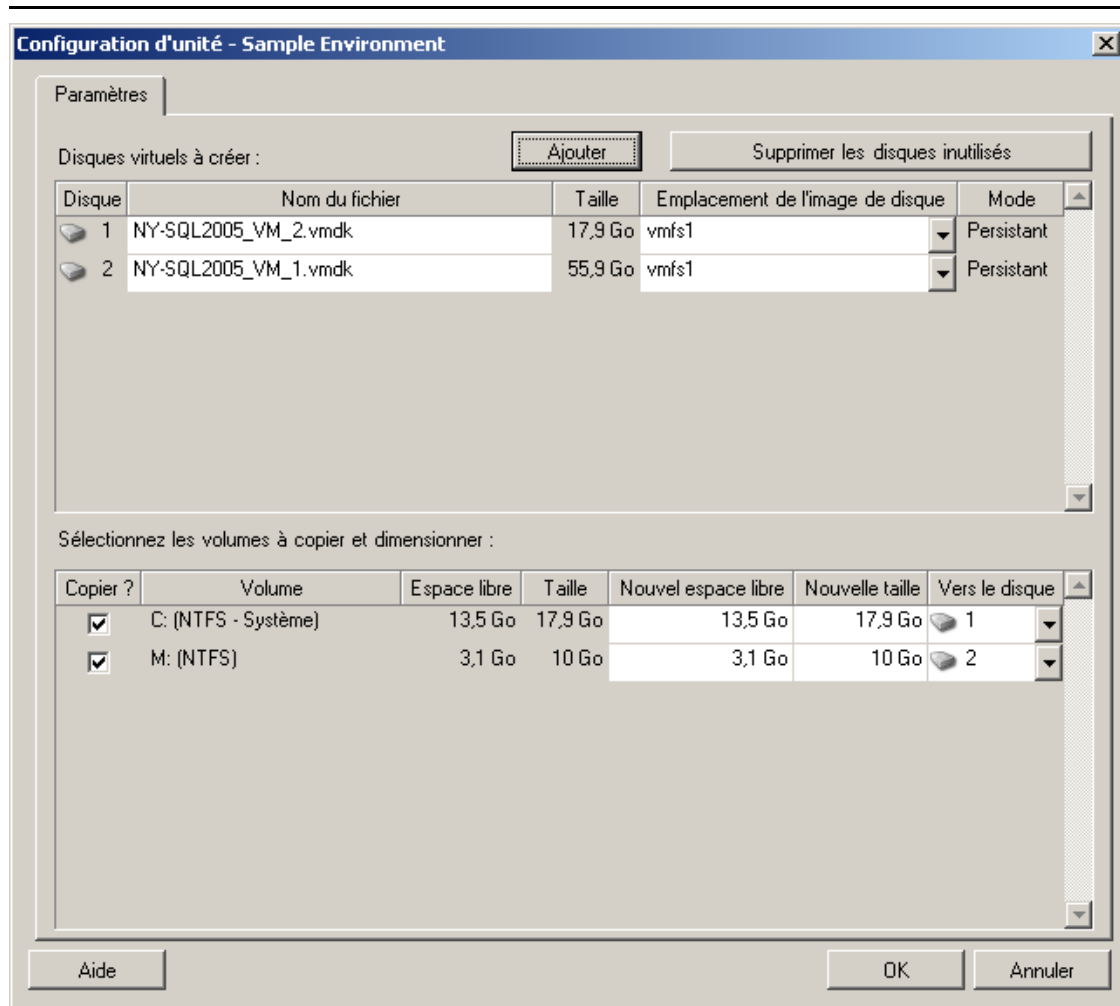 Configuration d'unité - Sample Environment
Paramètres
Disques virtuels à créer :
Ajouter
Supprimer les disques inutilisés
Disque Nom du fichier Taille Emplacement de l'image de disque Mode
1 NY-SQL2005_VM_2.vmdk 17,9 Go vmfs1 Persistant
2 NY-SQL2005_VM_1.vmdk 55,9 Go vmfs1 Persistant
Sélectionnez les volumes à copier et dimensionner :
Copier ? Volume Espace libre Taille Nouvel espace libre Nouvelle taille Vers le disque
C: (NTFS - Système) 13,5 Go 17,9 Go 13,5 Go 17,9 Go 1
M: (NTFS) 3,1 Go 10 Go 3,1 Go 10 Go 2
Aide OK Annuler